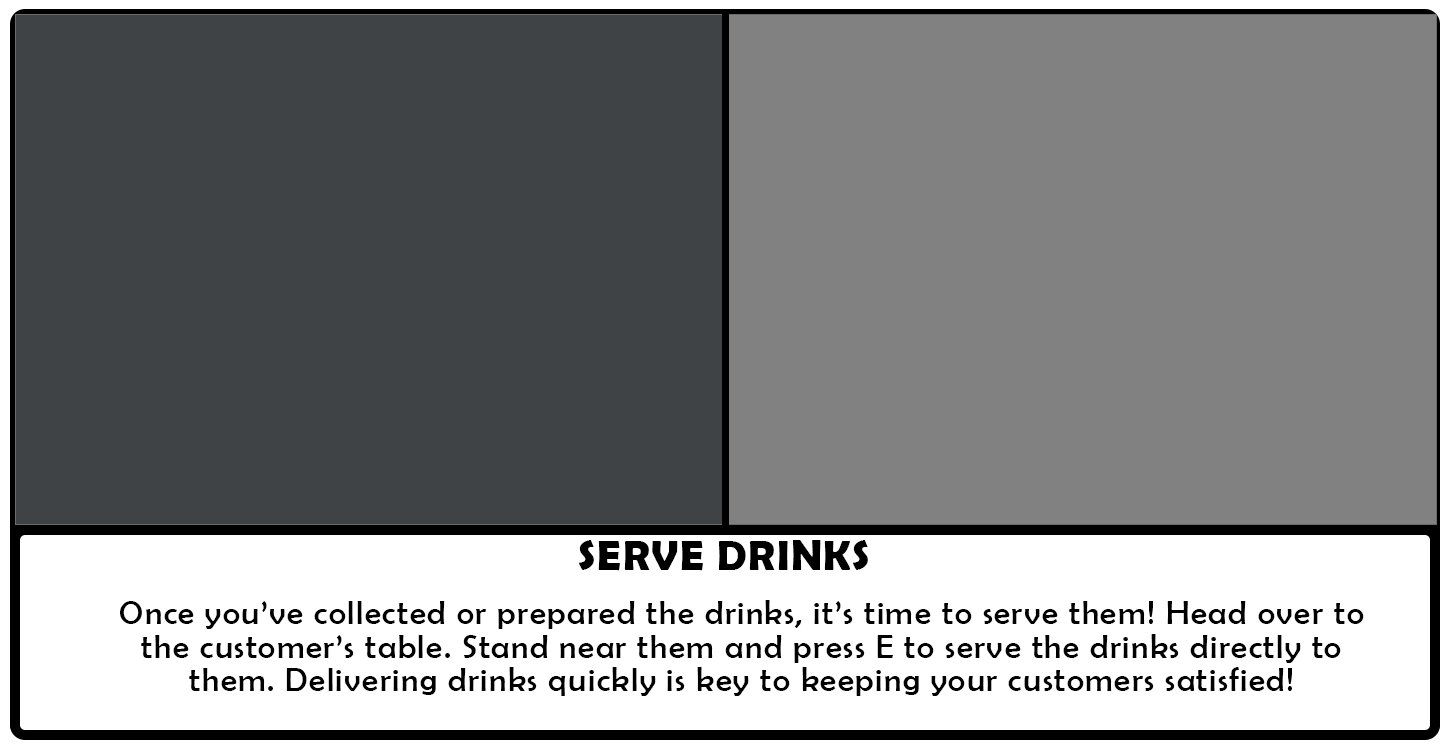 SERVE DRINKS
Once you’ve collected or prepared the drinks, it’s time to serve them! Head over to
the customer’s table. Stand near them and press E to serve the drinks directly to
them. Delivering drinks quickly is key to keeping your customers satisfied!